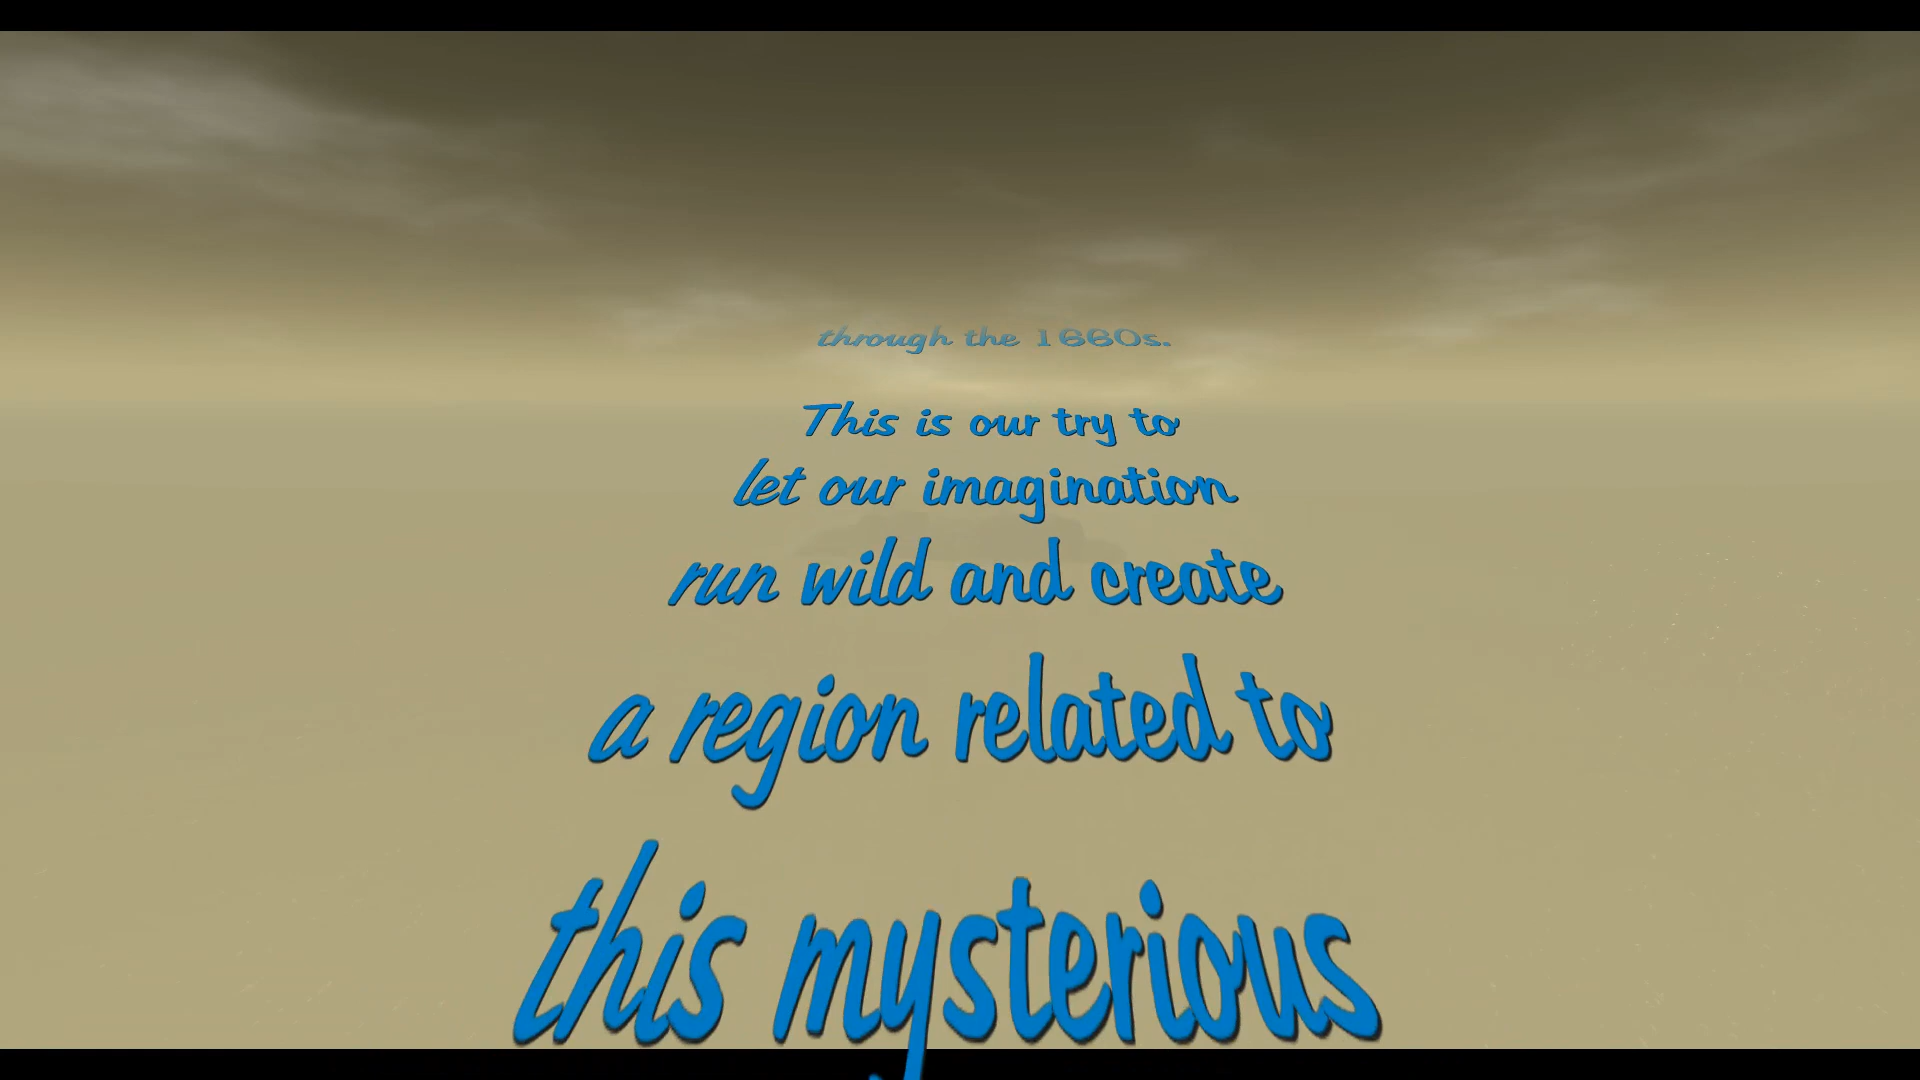 through the 1660s.
This is our try to
let our imagination
run wild and create
a region related to
this mysterious